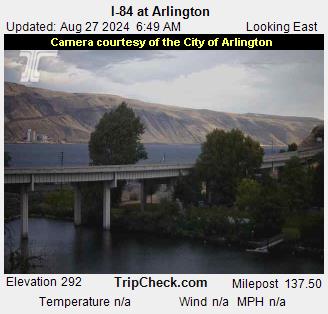 I-84 at Arlington
Updated: Aug 27 2024 6:49 AM Looking East
Camera courtesy of the City of Arlington
Elevation 292 TripCheck.com Milepost 137.50
Temperature n/a Wind n/a MPH n/a